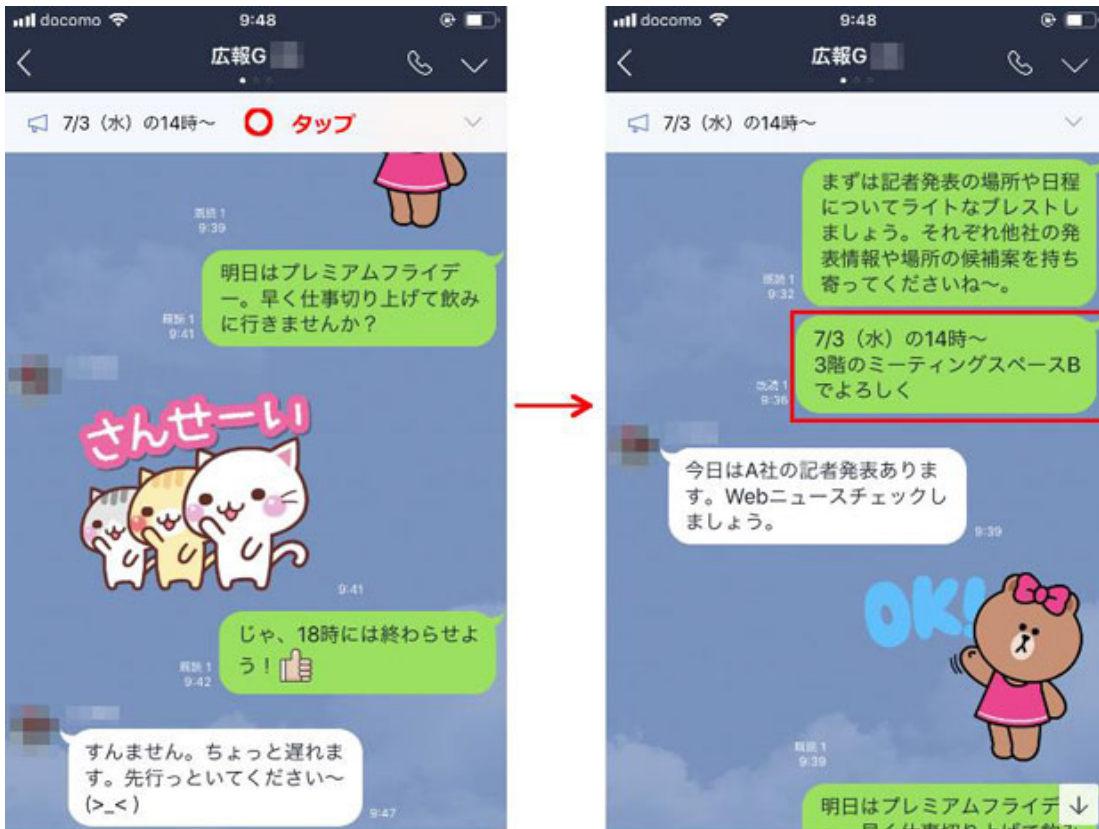 docomo 9:48
広報G
7/3（水）の14時〜 タップ
既読 1
9:39
明日はプレミアムフライデ
ー。早く仕事切り上げて飲み
に行きませんか？
既読 1
9:41
さんせーい
9:41
じゃ、18時には終わらせよ
う！
既読 1
9:42
すんません。ちょっと遅れま
す。先行っといてください〜
(>_<)
9:47
docomo 9:48
広報G
7/3（水）の14時〜
まずは記者発表の場所や日程
についてライトなブレストし
ましょう。それぞれ他社の発
表情報や場所の候補案を持ち
寄ってくださいね〜。
既読 1
9:32
7/3（水）の14時〜
3階のミーティングスペースB
でよろしく
既読 1
9:36
今日はA社の記者発表ありま
す。Webニュースチェックし
ましょう。
9:39
OK!
既読 1
9:39
明日はプレミアムフライデ